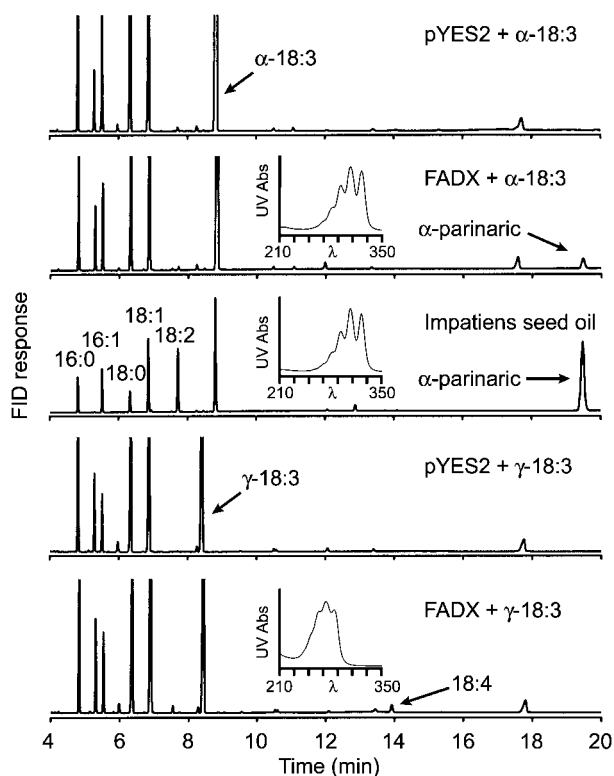 pYES2 + α-18:3
α-18:3
FADX + α-18:3
UV Abs
α-parinaric
210 λ 350
Impatiens seed oil
UV Abs
18:1
16:1 18:2
16:0 18:0
α-parinaric
210 λ 350
FID response
pYES2 + γ-18:3
γ-18:3
FADX + γ-18:3
UV Abs
210 λ 350
18:4
4 6 8 10 12 14 16 18 20
Time (min)